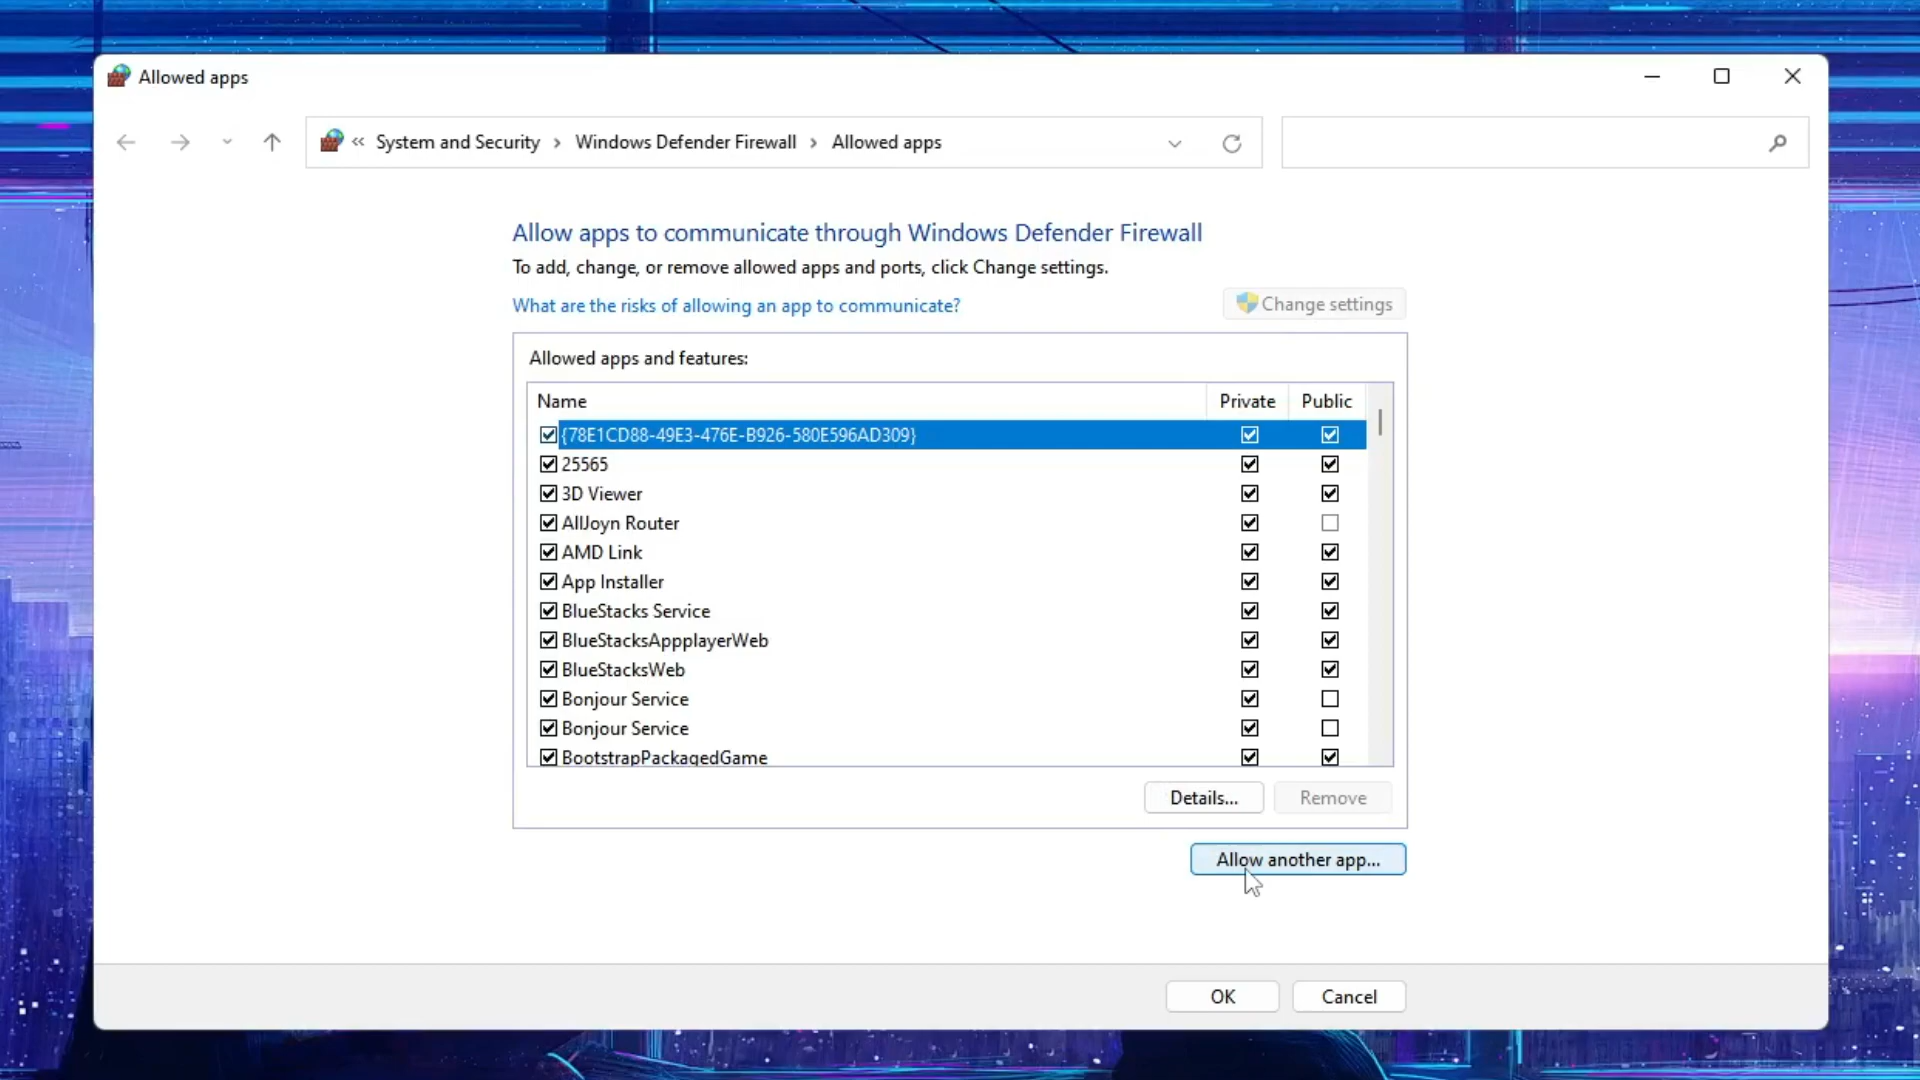 Allowed apps
« System and Security > Windows Defender Firewall > Allowed apps
Allow apps to communicate through Windows Defender Firewall
To add, change, or remove allowed apps and ports, click Change settings.
What are the risks of allowing an app to communicate?
Change settings
Allowed apps and features:
Name Private Public
{78E1CD88-49E3-476E-B926-580E596AD309}
25565
3D Viewer
AllJoyn Router
AMD Link
App Installer
BlueStacks Service
BlueStacksAppplayerWeb
BlueStacksWeb
Bonjour Service
Bonjour Service
BootstrapPackagedGame
Details... Remove
Allow another app...
OK Cancel